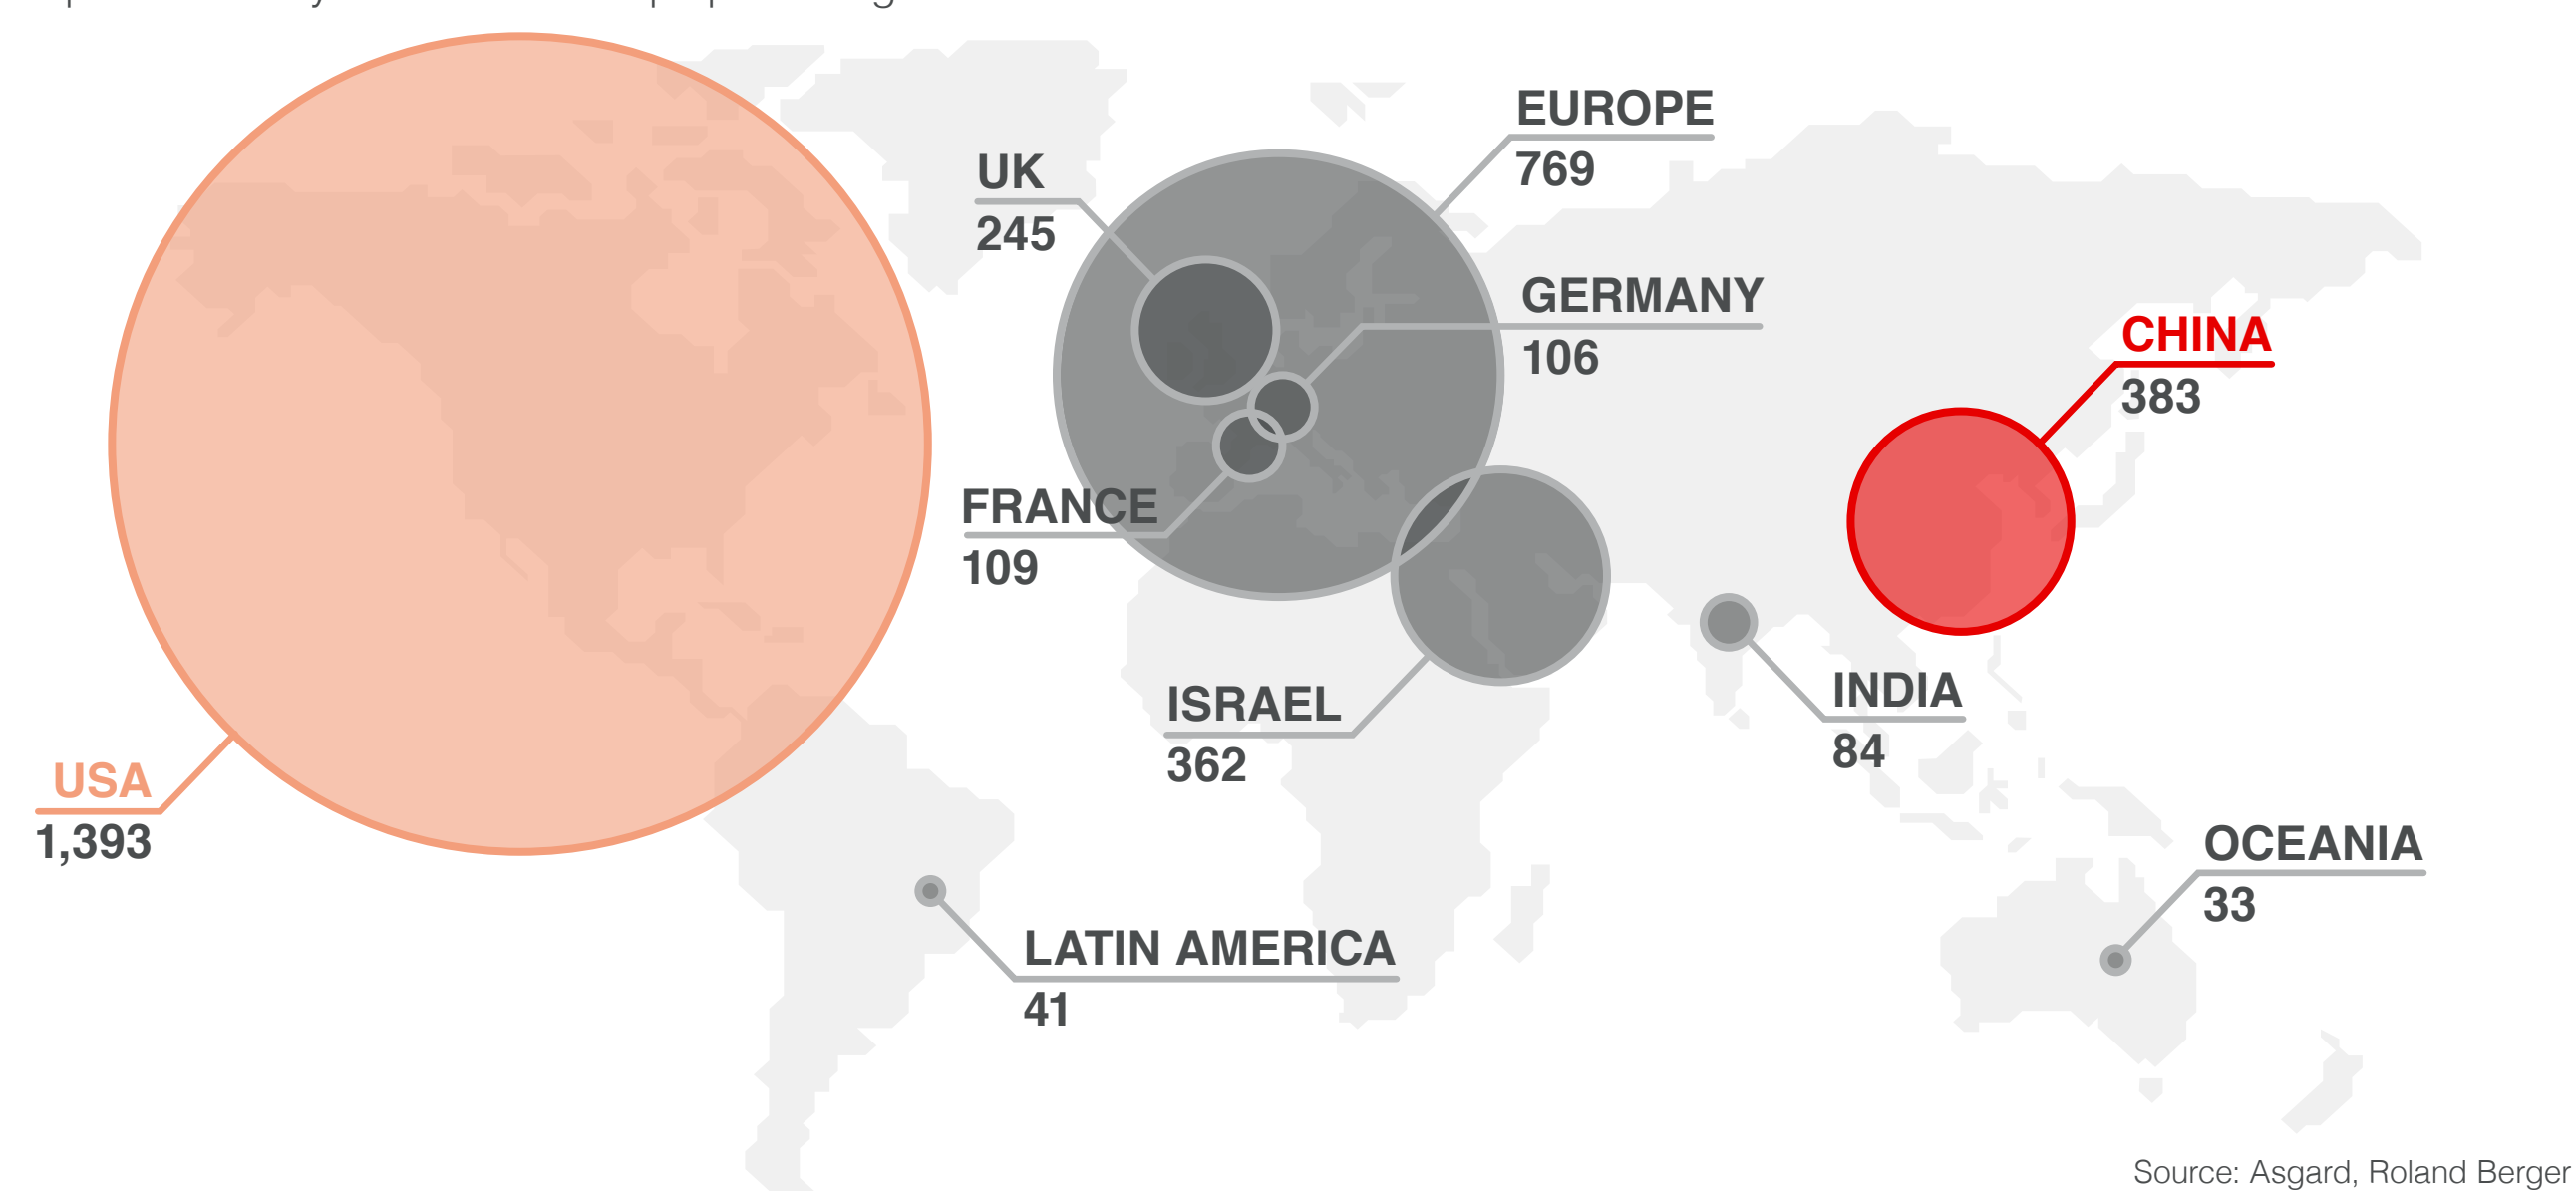 EUROPE
769
UK
245
GERMANY
106
CHINA
383
FRANCE
109
ISRAEL
362
INDIA
84
USA
1,393
OCEANIA
33
LATIN AMERICA
41
Source: Asgard, Roland Berger